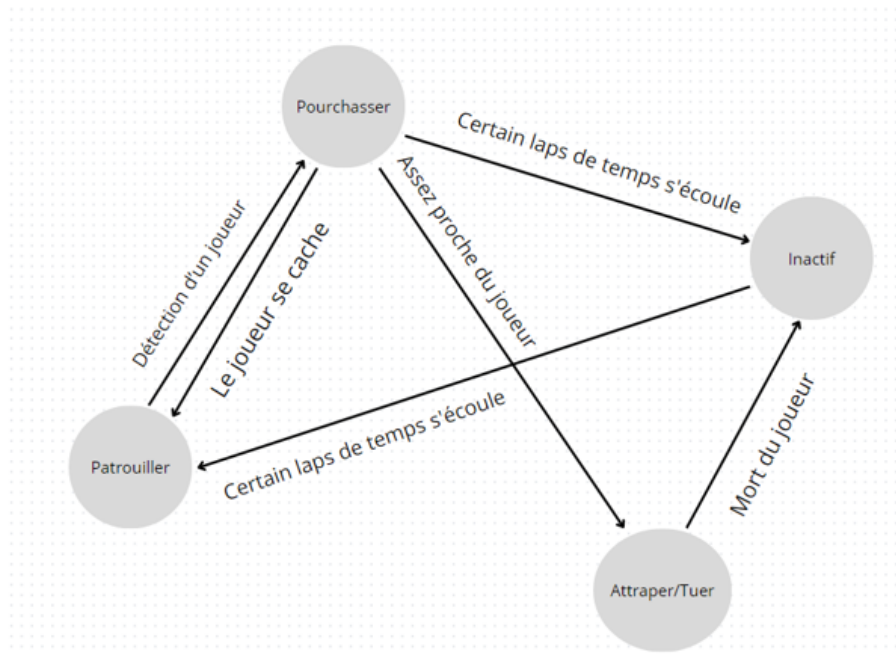 Pourchasser
Certain laps de temps s'écoule
Assez proche du joueur
Détection d'un joueur
Le joueur se cache
Inactif
Certain laps de temps s'écoule
Patrouiller
Mort du joueur
Attraper/Tuer